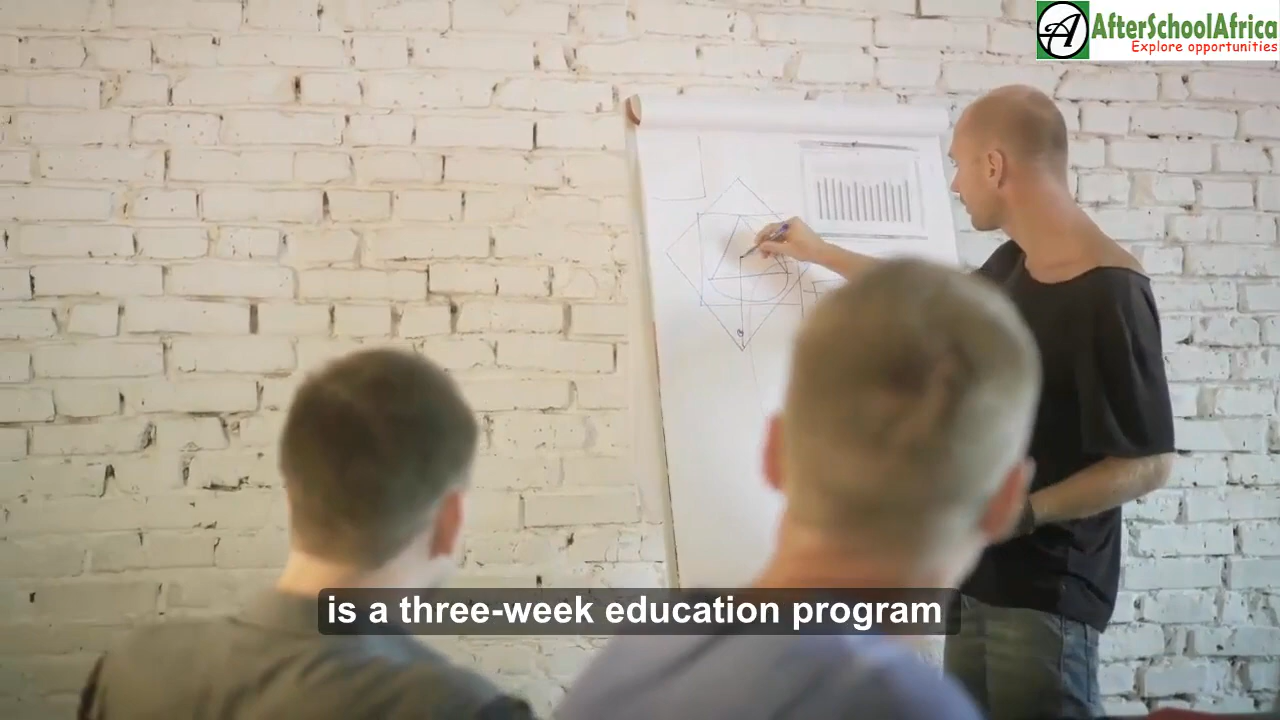 AfterSchoolAfrica
Explore opportunities
is a three-week education program